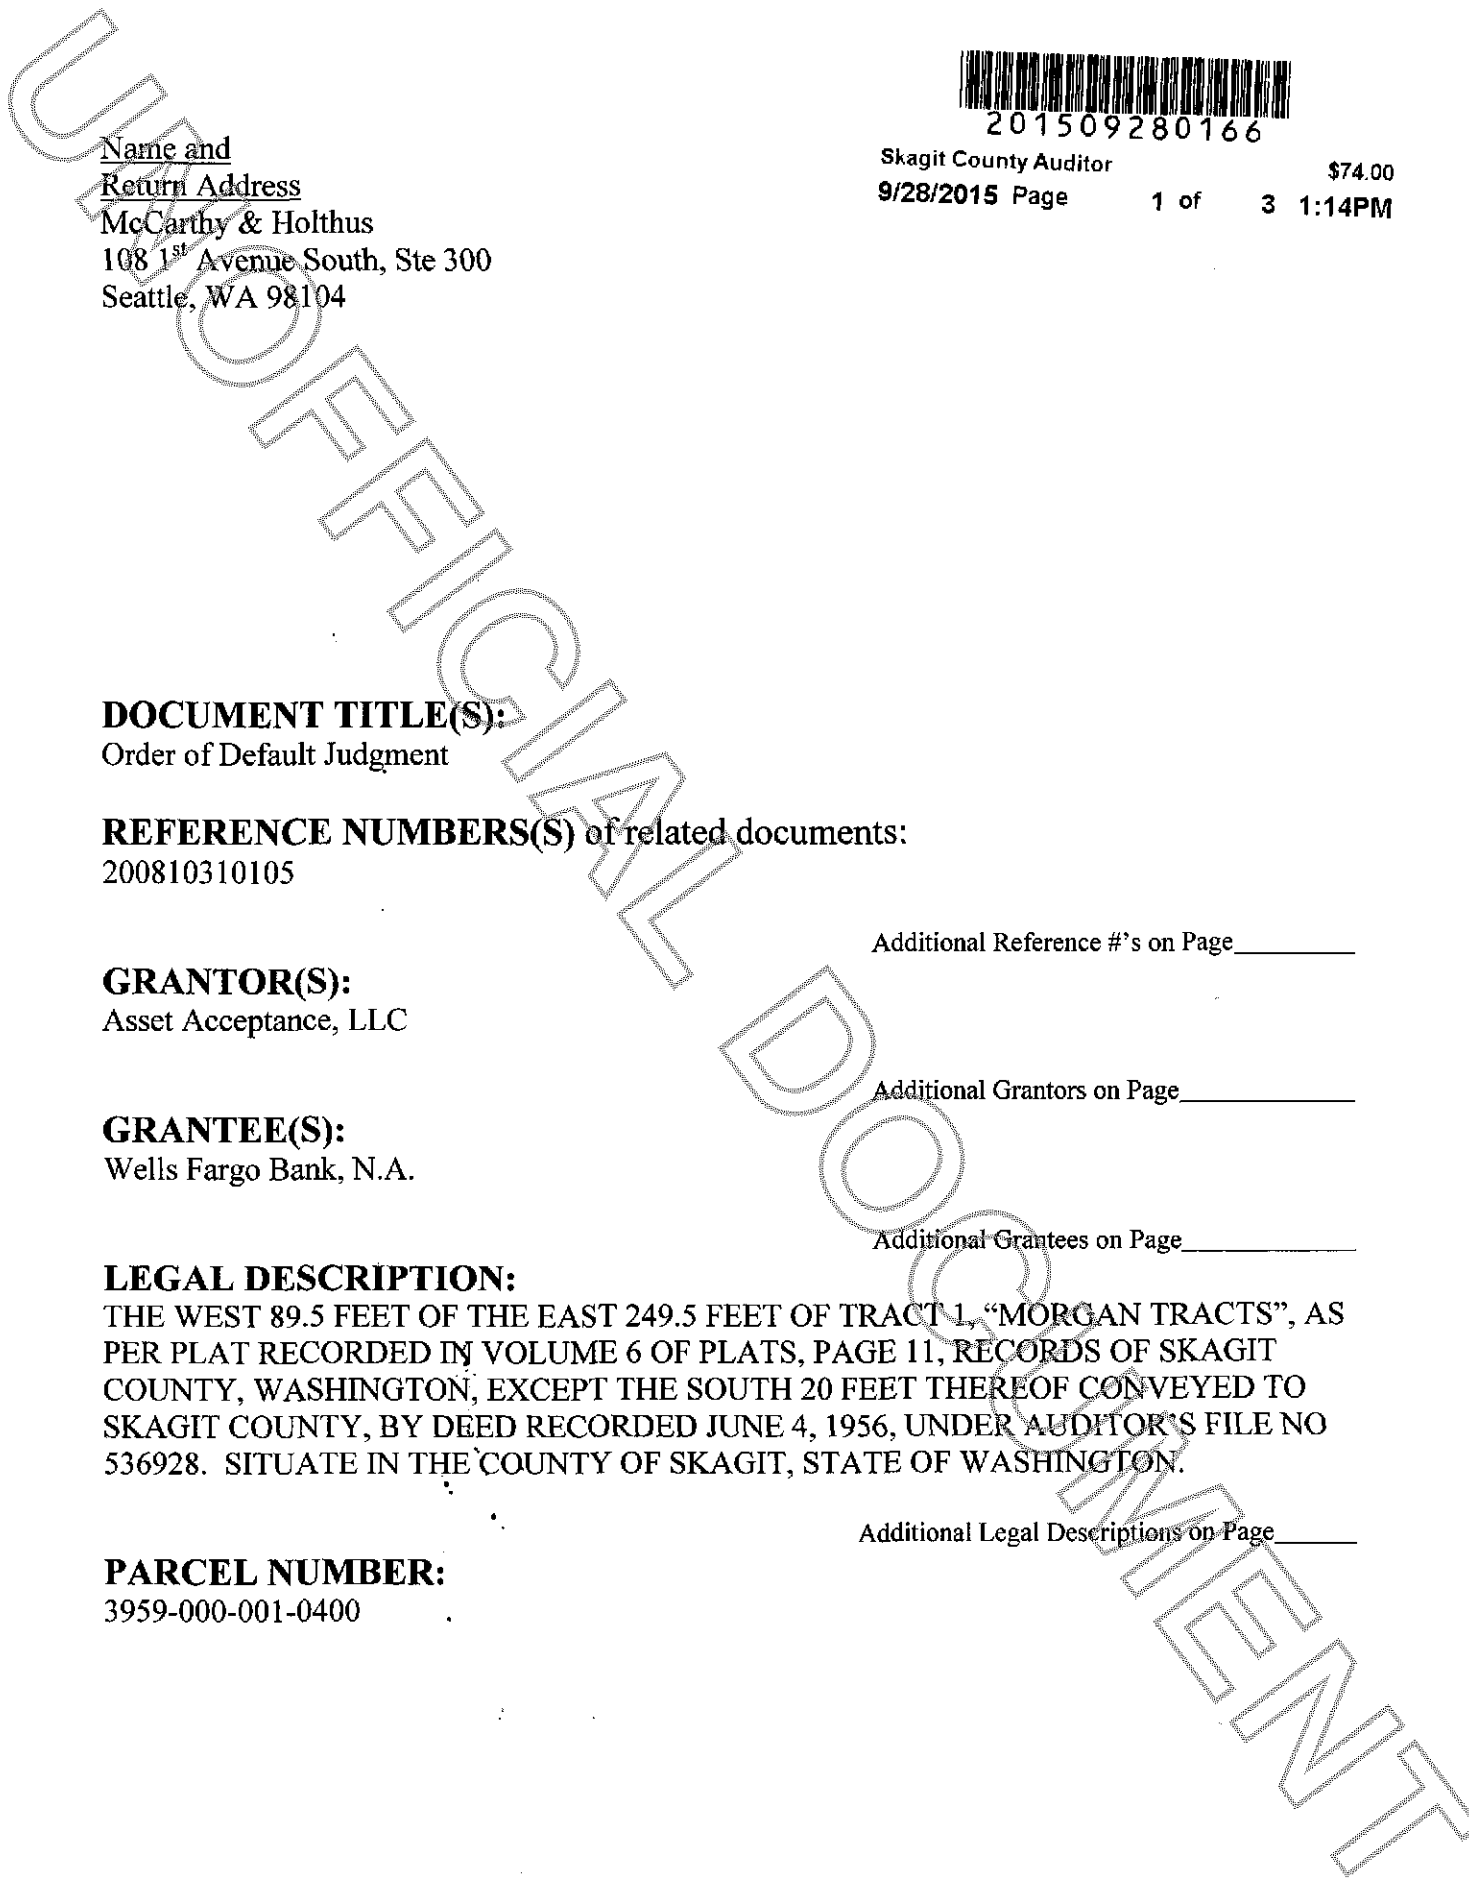 201509280166
Skagit County Auditor $74.00
9/28/2015 Page 1 of 3 1:14PM
Name and
Return Address
McCarthy & Holthus
108 1st Avenue South, Ste 300
Seattle, WA 98104
DOCUMENT TITLE(S):
Order of Default Judgment
REFERENCE NUMBERS(S) of related documents:
200810310105
Additional Reference #'s on Page
GRANTOR(S):
Asset Acceptance, LLC
Additional Grantors on Page
GRANTEE(S):
Wells Fargo Bank, N.A.
Additional Grantees on Page
LEGAL DESCRIPTION:
THE WEST 89.5 FEET OF THE EAST 249.5 FEET OF TRACT 1, “MORGAN TRACTS”, AS
PER PLAT RECORDED IN VOLUME 6 OF PLATS, PAGE 11, RECORDS OF SKAGIT
COUNTY, WASHINGTON, EXCEPT THE SOUTH 20 FEET THEREOF CONVEYED TO
SKAGIT COUNTY, BY DEED RECORDED JUNE 4, 1956, UNDER AUDITOR'S FILE NO
536928. SITUATE IN THE COUNTY OF SKAGIT, STATE OF WASHINGTON.
Additional Legal Descriptions on Page
PARCEL NUMBER:
3959-000-001-0400
UNOFFICIAL DOCUMENT